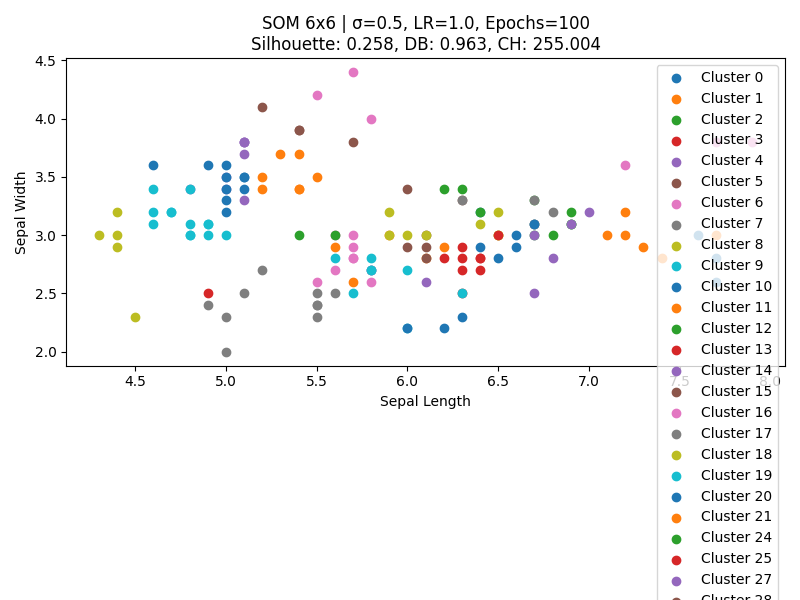 SOM 6x6 | σ=0.5, LR=1.0, Epochs=100
Silhouette: 0.258, DB: 0.963, CH: 255.004
4.5
4.0
3.5
3.0
2.5
2.0
Sepal Width
4.5 5.0 5.5 6.0 6.5 7.0 7.5 8.0
Sepal Length
Cluster 0
Cluster 1
Cluster 2
Cluster 3
Cluster 4
Cluster 5
Cluster 6
Cluster 7
Cluster 8
Cluster 9
Cluster 10
Cluster 11
Cluster 12
Cluster 13
Cluster 14
Cluster 15
Cluster 16
Cluster 17
Cluster 18
Cluster 19
Cluster 20
Cluster 21
Cluster 24
Cluster 25
Cluster 27
Cluster 28